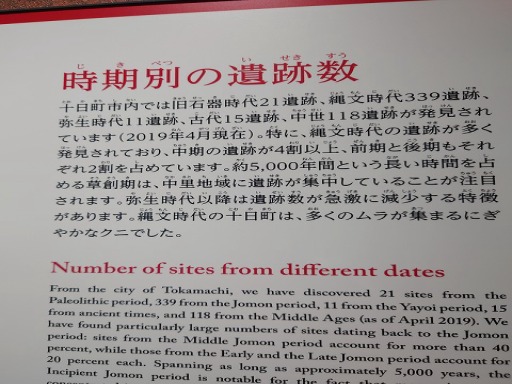 時期別の遺跡数
十日町市内では旧石器時代21遺跡、縄文時代339遺跡、
弥生時代11遺跡、古代15遺跡、中世118遺跡が発見され
ています(2019年4月現在)。特に、縄文時代の遺跡が多く
発見されており、中期の遺跡が4割以上、前期と後期もそれ
ぞれ2割を占めています。約5,000年間という長い時間を占
める草創期は、中里地域に遺跡が集中していることが注目
されます。弥生時代以降は遺跡数が急激に減少する特徴
があります。縄文時代の十日町は、多くのムラが集まるにぎ
やかなクニでした。
Number of sites from different dates
From the city of Tokamachi, we have discovered 21 sites from the
Paleolithic period, 339 from the Jomon period, 11 from the Yayoi period, 15
from ancient times, and 118 from the Middle Ages (as of April 2019). We
have found particularly large numbers of sites dating back to the Jomon
period: sites from the Middle Jomon period account for more than 40
percent, while those from the Early and the Late Jomon period account for
20 percent each. Spanning as long as approximately 5,000 years, the
Incipient Jomon period is notable for the fact that